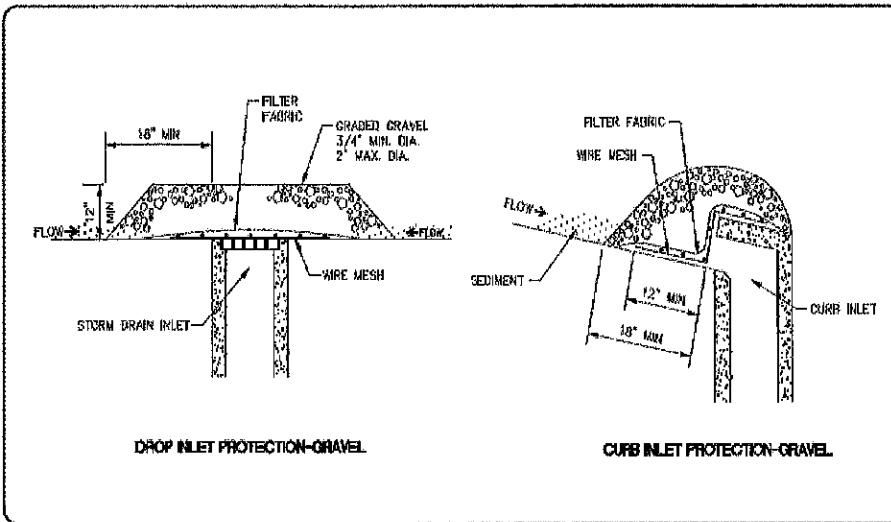 FILTER
FABRIC
18" MIN
GRADED GRAVEL
3/4" MIN. DIA.
2" MAX. DIA.
12"
MIN
FLOW
FLOW
WIRE MESH
STORM DRAIN INLET
DROP INLET PROTECTION-GRAVEL
FILTER FABRIC
WIRE MESH
FLOW
SEDIMENT
12" MIN
18" MIN
CURB INLET
CURB INLET PROTECTION-GRAVEL